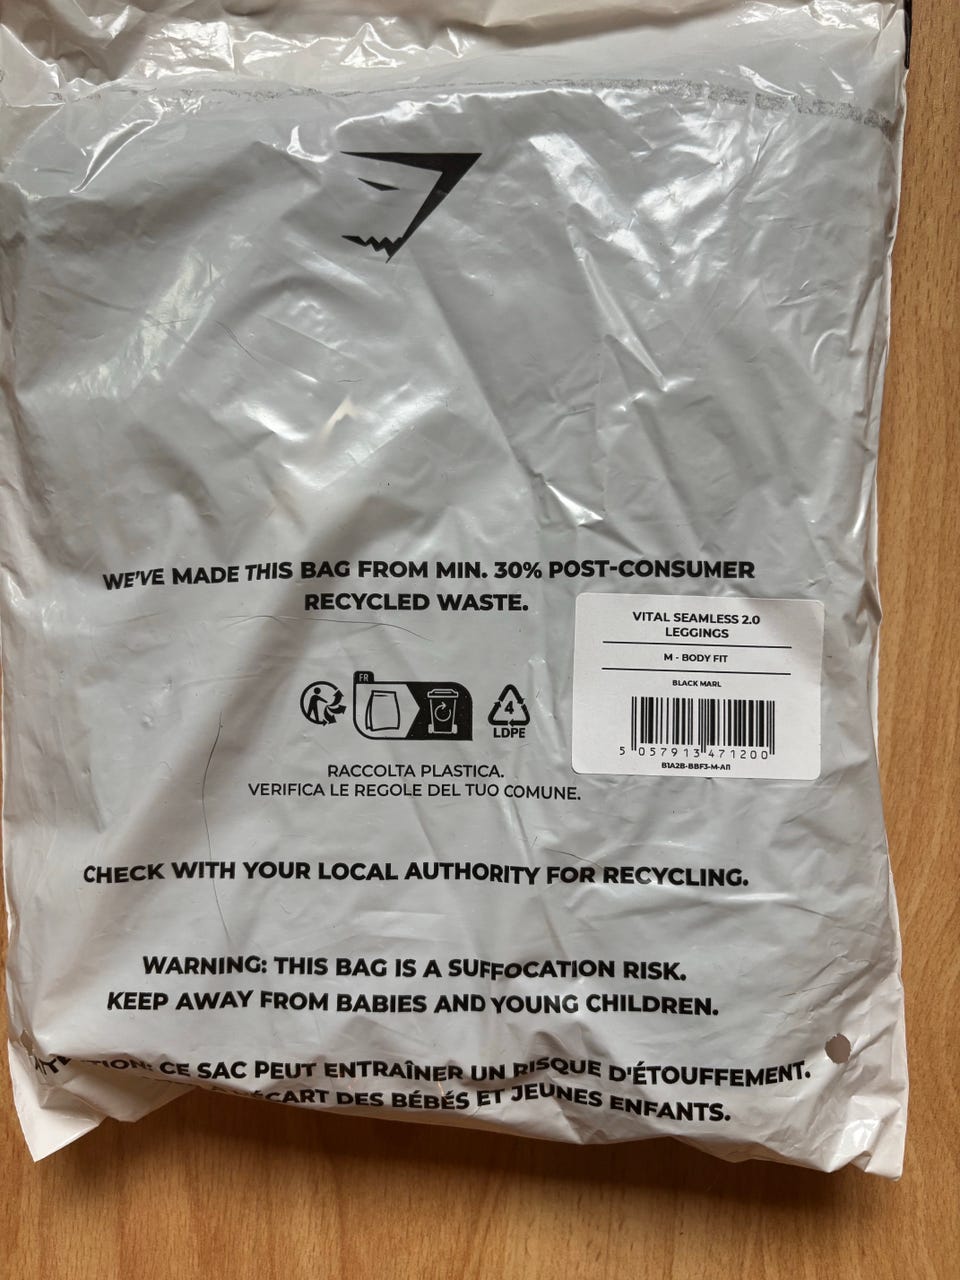 WE'VE MADE THIS BAG FROM MIN. 30% POST-CONSUMER
RECYCLED WASTE.
VITAL SEAMLESS 2.0
LEGGINGS
M - BODY FIT
BLACK MARL
5 057913 471200
B1A2B-BBF3-M-A11
FR
4
LDPE
RACCOLTA PLASTICA.
VERIFICA LE REGOLE DEL TUO COMUNE.
CHECK WITH YOUR LOCAL AUTHORITY FOR RECYCLING.
WARNING: THIS BAG IS A SUFFOCATION RISK.
KEEP AWAY FROM BABIES AND YOUNG CHILDREN.
CE SAC PEUT ENTRAÎNER UN RISQUE D'ÉTOUFFEMENT.
DES BÉBÉS ET JEUNES ENFANTS.